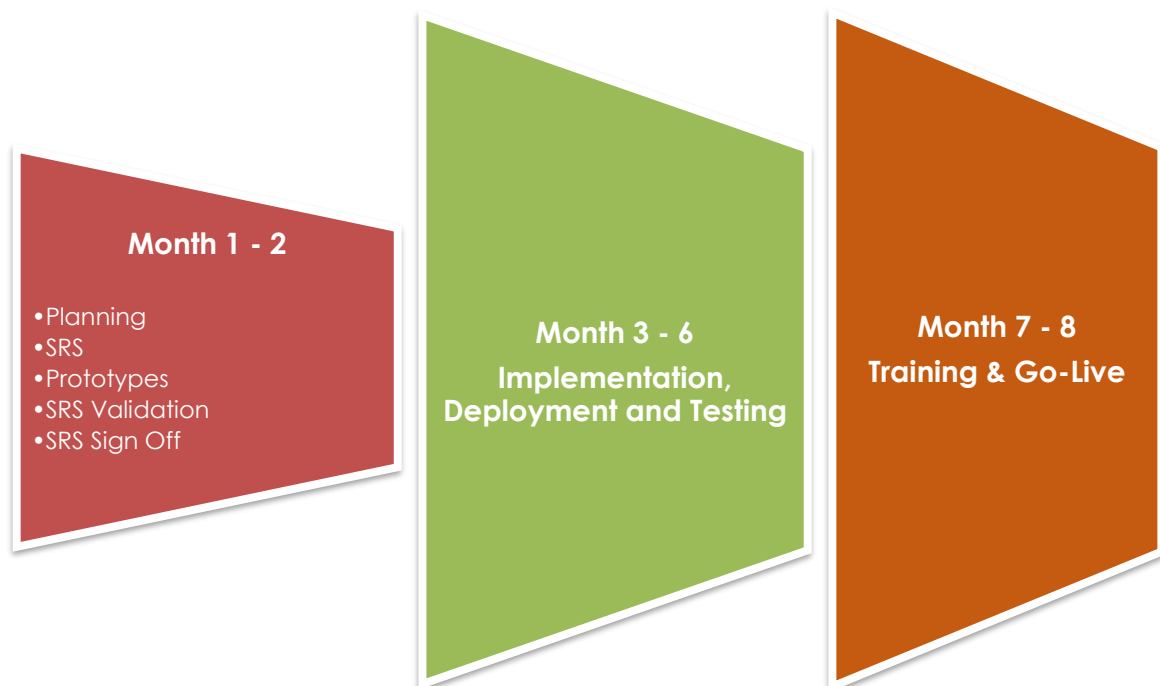 Month 1 - 2
•Planning
•SRS
•Prototypes
•SRS Validation
•SRS Sign Off
Month 3 - 6
Implementation,
Deployment and Testing
Month 7 - 8
Training & Go-Live